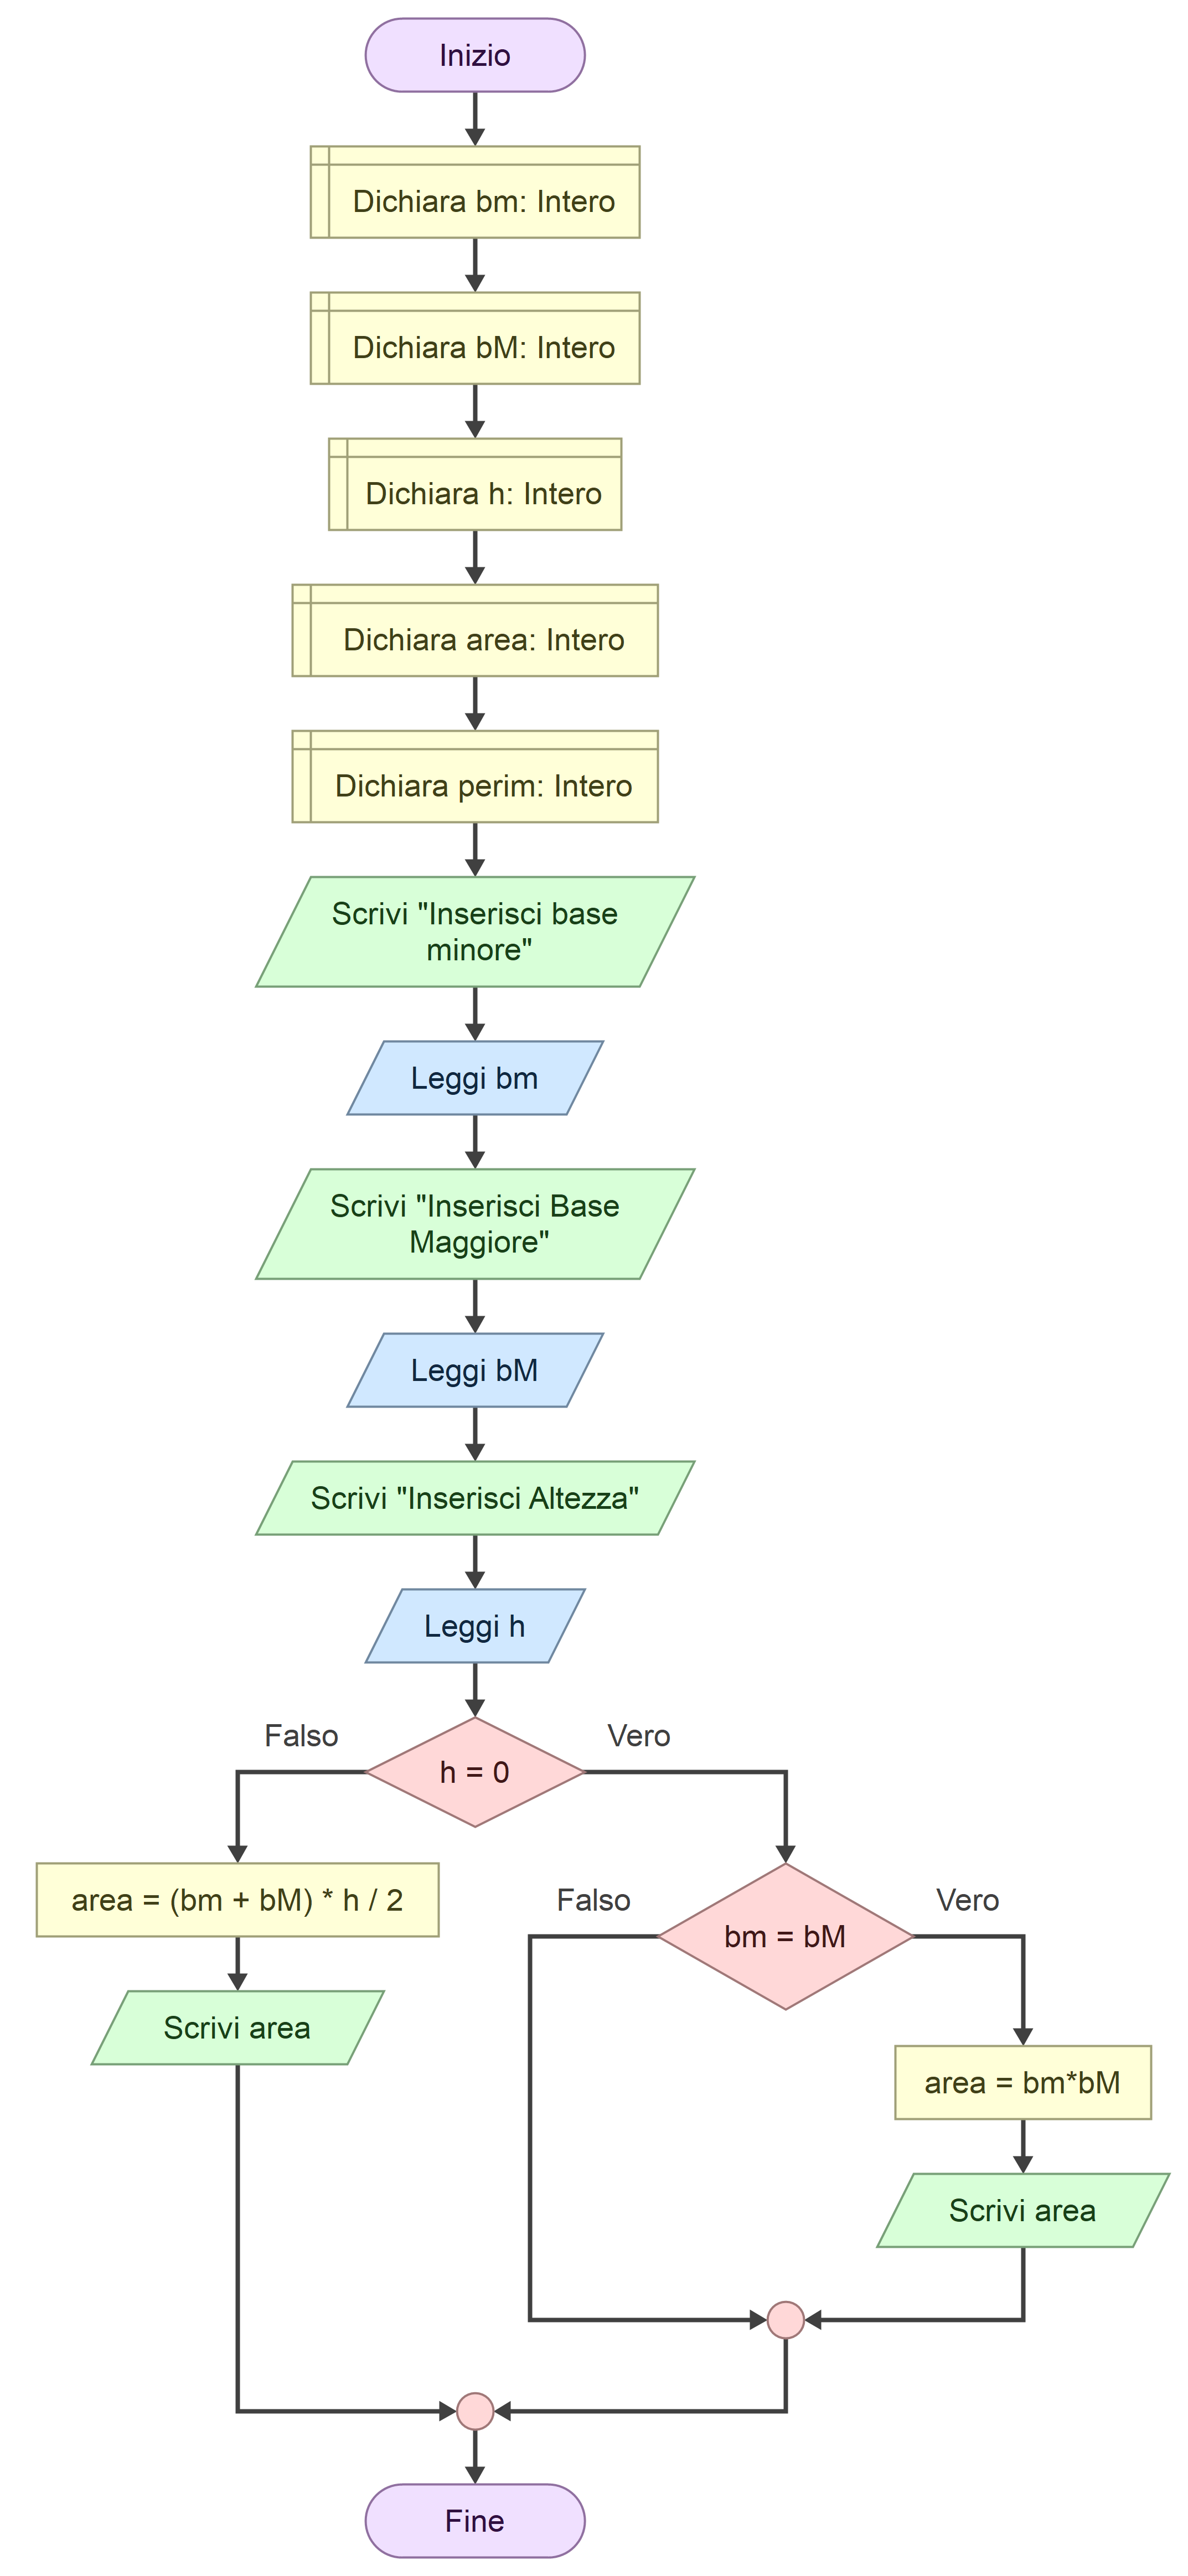 Inizio
Dichiara bm: Intero
Dichiara bM: Intero
Dichiara h: Intero
Dichiara area: Intero
Dichiara perim: Intero
Scrivi "Inserisci base
minore"
Leggi bm
Scrivi "Inserisci Base
Maggiore"
Leggi bM
Scrivi "Inserisci Altezza"
Leggi h
Falso
h = 0
Vero
area = (bm + bM) * h / 2
Scrivi area
Falso
bm = bM
Vero
area = bm*bM
Scrivi area
Fine